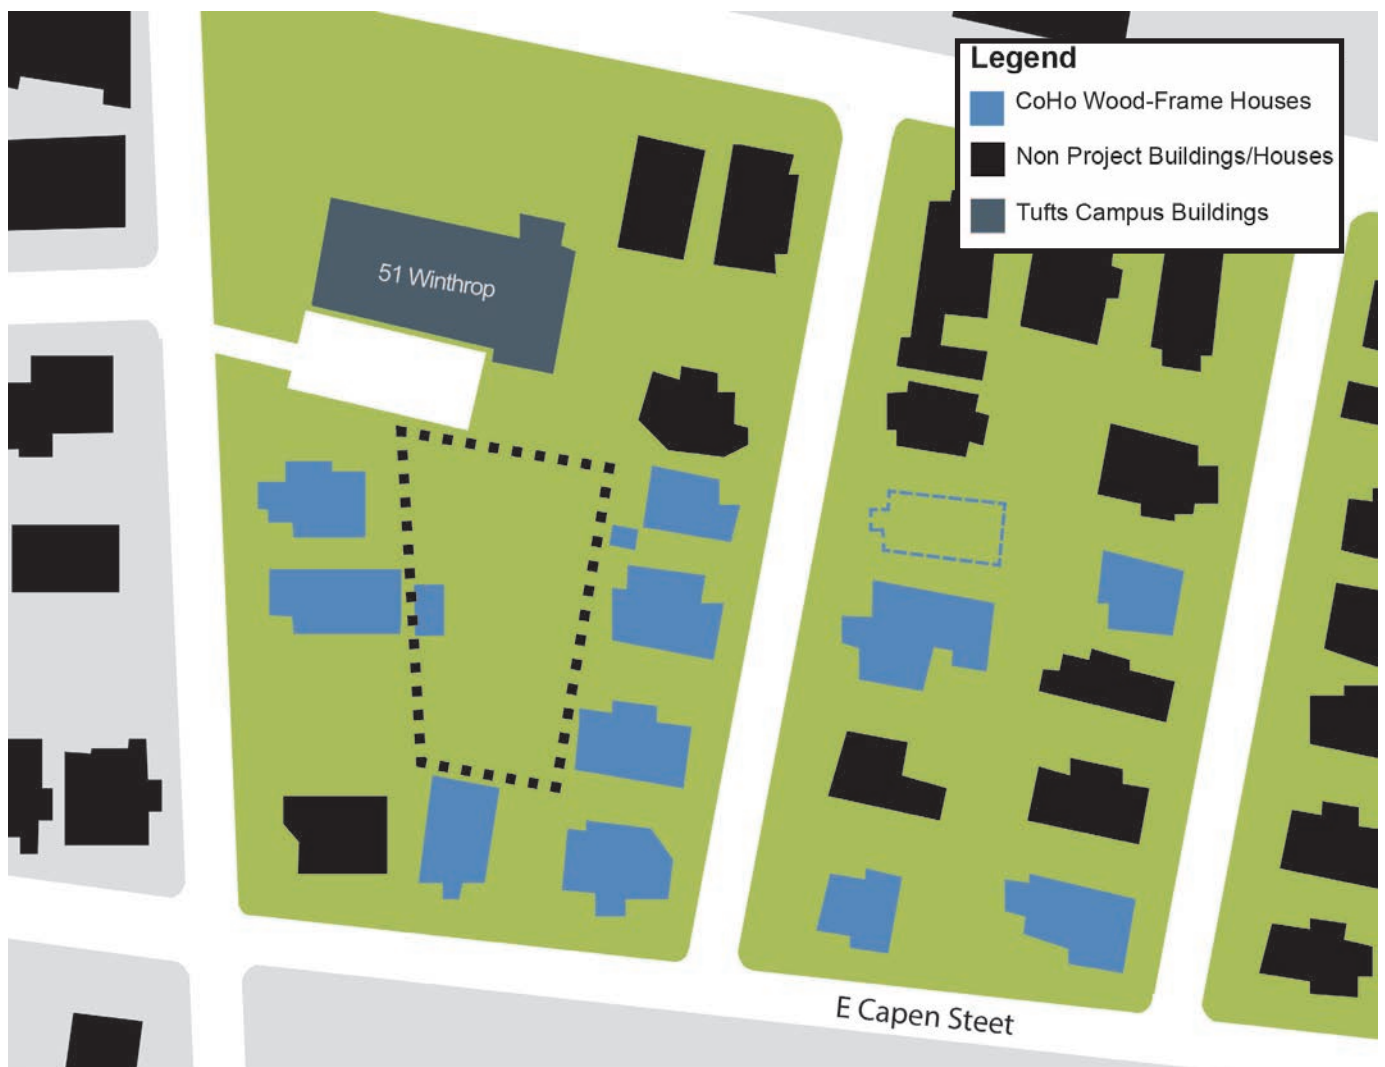 Legend
CoHo Wood-Frame Houses
Non Project Buildings/Houses
Tufts Campus Buildings
51 Winthrop
E Capen Steet